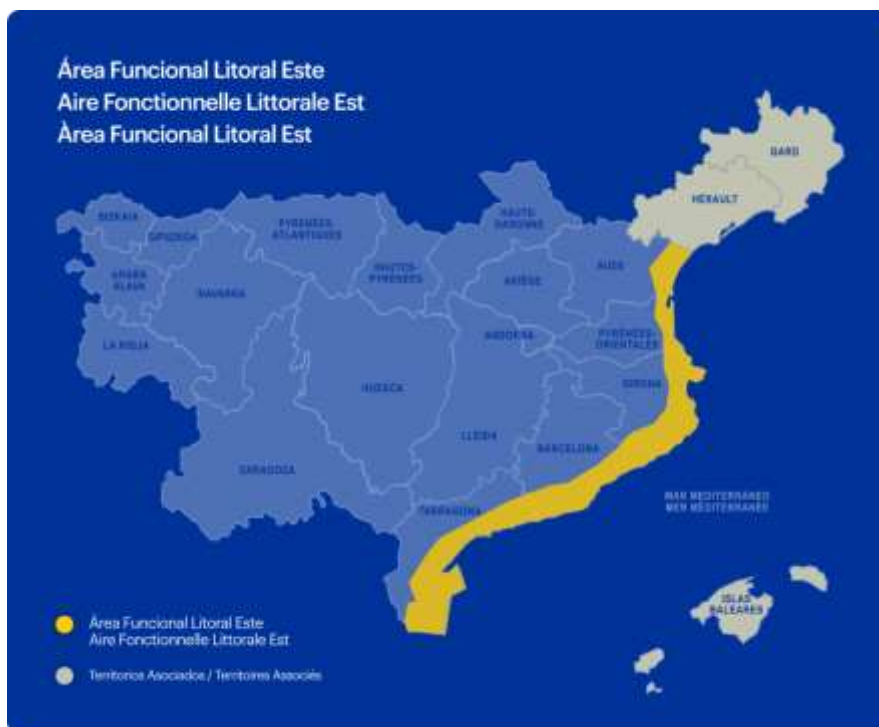 Área Funcional Litoral Este
Aire Fonctionnelle Littorale Est
Àrea Funcional Litoral Est
GARD
HÉRAULT
BIZKAIA
GIPUZKOA
PYRÉNÉES-
ATLANTIQUES
HAUTE-
GARONNE
ARABA
ÁLAVA
NAVARRA
HAUTES-
PYRÉNÉES
ARIÈGE
AUDE
LA RIOJA
ANDORRA
PYRÉNÉES-
ORIENTALES
HUESCA
GIRONA
LLEIDA
BARCELONA
ZARAGOZA
TARRAGONA
MAR MEDITERRÁNEO
MER MÉDITERRANÉE
ISLAS
BALEARES
Área Funcional Litoral Este
Aire Fonctionnelle Littorale Est
Territorios Asociados / Territoires Associés